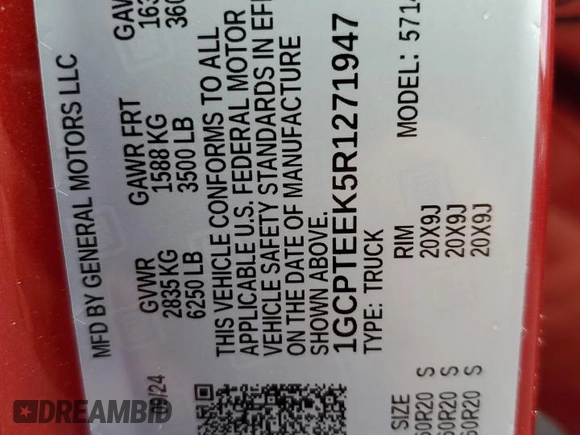 MFD BY GENERAL MOTORS LLC
09/24
GVWR
2835 KG
6250 LB
GAWR FRT
1588 KG
3500 LB
THIS VEHICLE CONFORMS TO ALL
APPLICABLE U.S. FEDERAL MOTOR
VEHICLE SAFETY STANDARDS IN
ON THE DATE OF MANUFACTURE
SHOWN ABOVE.
1GCPTEEK5R1271947
TYPE: TRUCK
MODEL:
SIZE
RIM
S
20X9J
S
20X9J
S
20X9J
DREAMBID